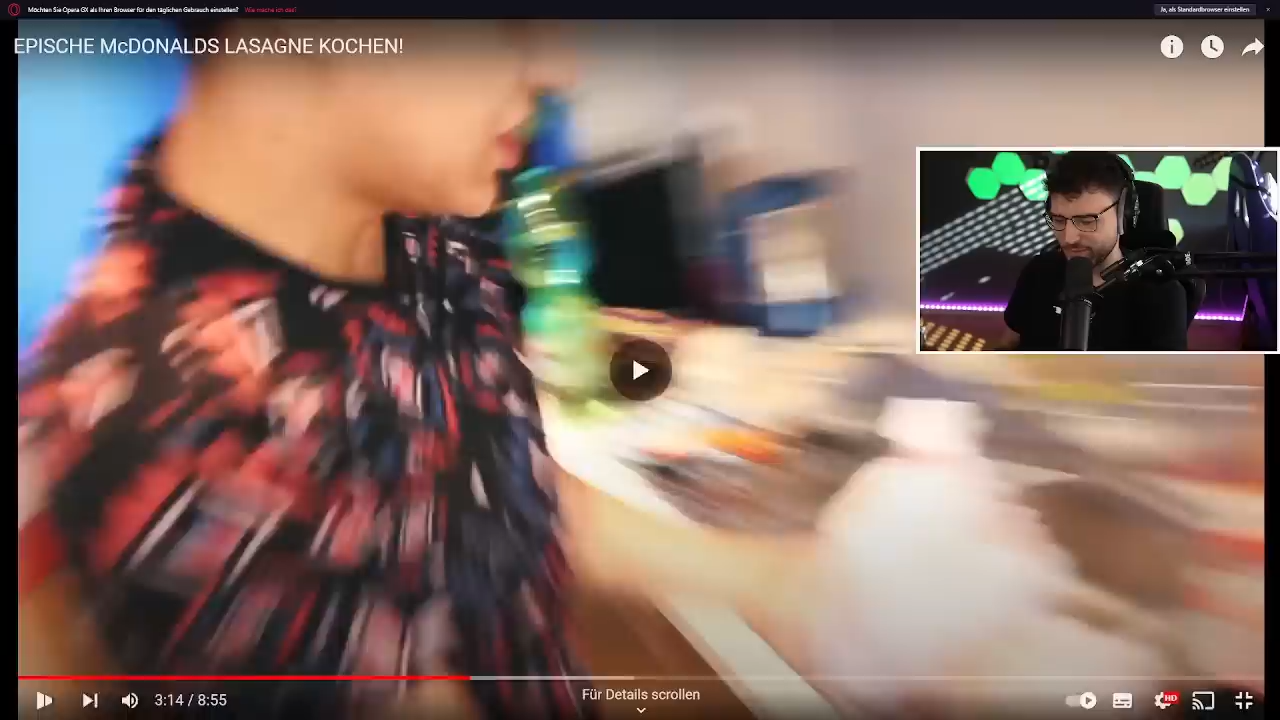 Möchten Sie Opera GX als Ihren Browser für den täglichen Gebrauch einstellen? Wie mache ich das?
Ja, als Standardbrowser einstellen
EPISCHE McDONALDS LASAGNE KOCHEN!
Für Details scrollen
3:14 / 8:55
HD